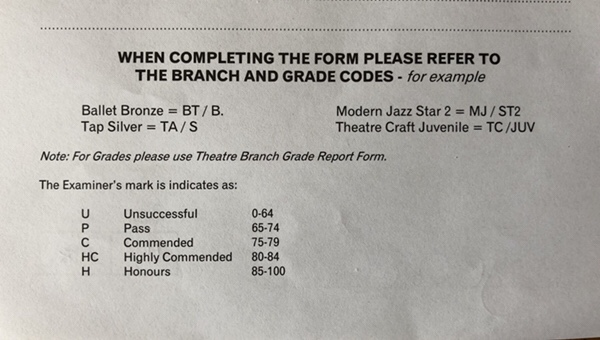 WHEN COMPLETING THE FORM PLEASE REFER TO
THE BRANCH AND GRADE CODES - for example
Ballet Bronze = BT / B.
Tap Silver = TA / S
Modern Jazz Star 2 = MJ / ST2
Theatre Craft Juvenile = TC /JUV
Note: For Grades please use Theatre Branch Grade Report Form.
The Examiner's mark is indicates as:
U Unsuccessful 0-64
P Pass 65-74
C Commended 75-79
HC Highly Commended 80-84
H Honours 85-100